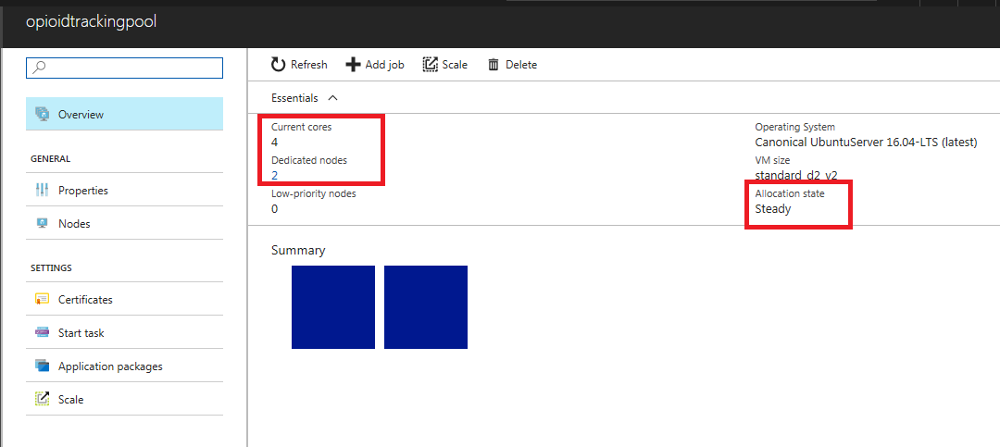 opioidtrackingpool
Refresh
Add job
Scale
Delete
Overview
GENERAL
Properties
Nodes
SETTINGS
Certificates
Start task
Application packages
Scale
Essentials
Current cores
4
Dedicated nodes
2
Low-priority nodes
0
Operating System
Canonical UbuntuServer 16.04-LTS (latest)
VM size
standard_d2_v2
Allocation state
Steady
Summary